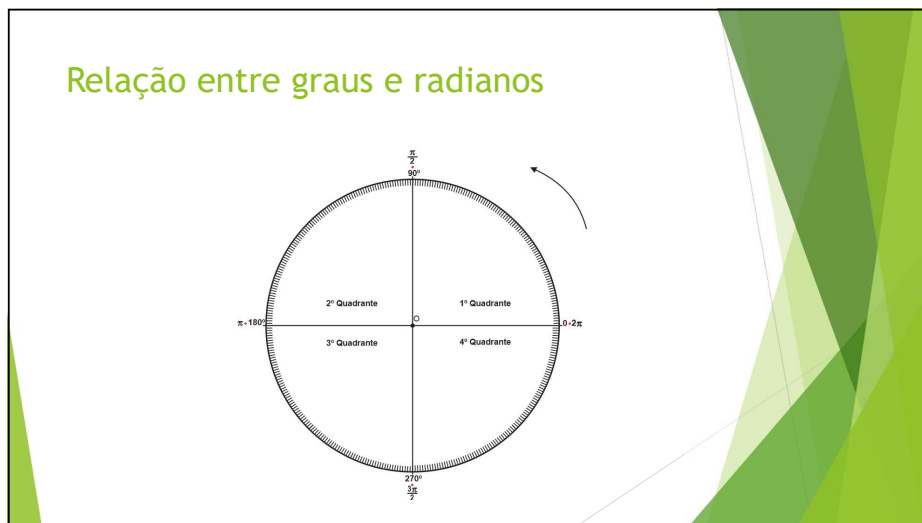 Relação entre graus e radianos
π/2
90º
2º Quadrante
1º Quadrante
O
π•180º
0•2π
3º Quadrante
4º Quadrante
270º
3π/2